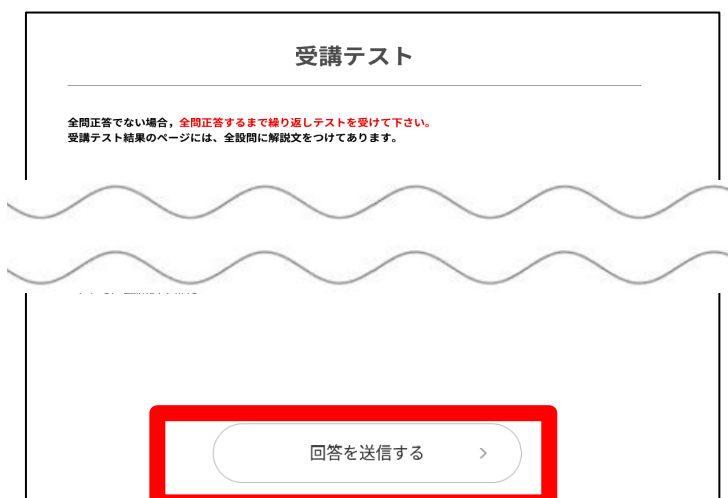 受講テスト
全問正答でない場合，全問正答するまで繰り返しテストを受けて下さい。
受講テスト結果のページには、全設問に解説文をつけてあります。
回答を送信する